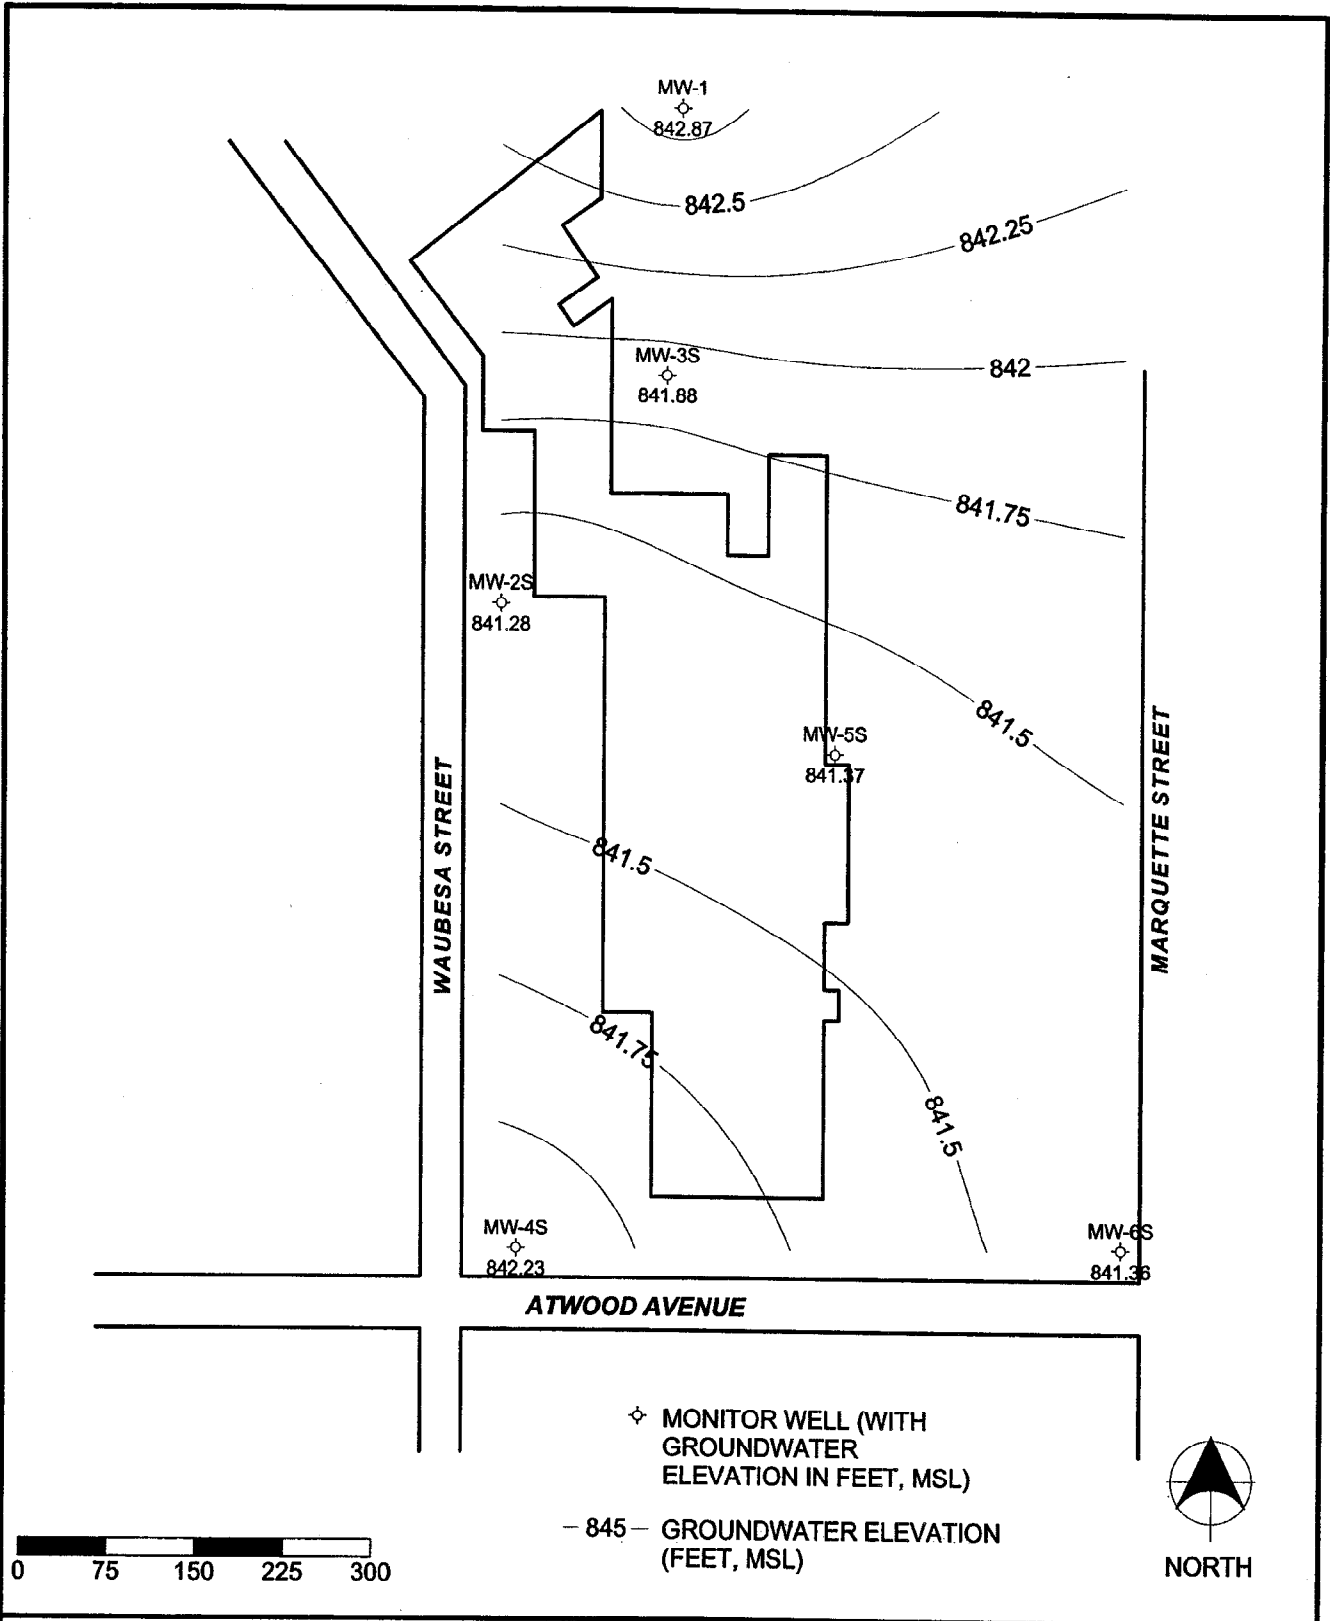 MW-1
842.87
842.5
842.25
MW-3S
841.88
842
841.75
MW-2S
841.28
841.5
MW-5S
841.37
WAUBESA STREET
MARQUETTE STREET
841.5
841.75
841.5
MW-4S
842.23
MW-6S
841.36
ATWOOD AVENUE
MONITOR WELL (WITH
GROUNDWATER
ELEVATION IN FEET, MSL)
– 845 – GROUNDWATER ELEVATION
(FEET, MSL)
0 75 150 225 300
NORTH